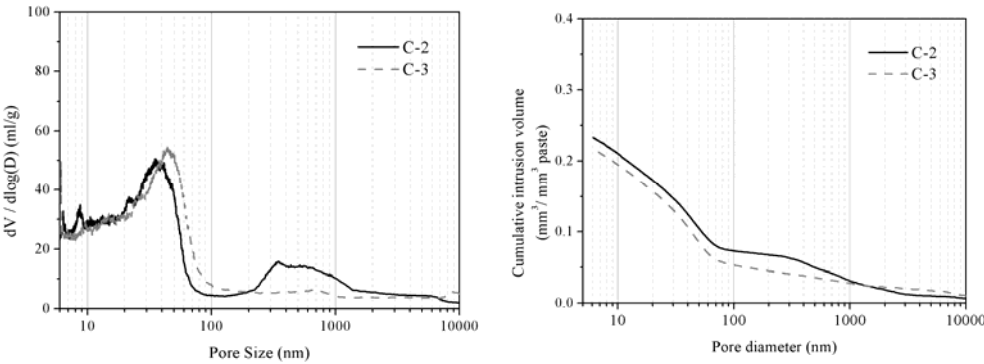 100
80
60
40
20
0
dV / dlog(D) (ml/g)
C-2
C-3
10
100
1000
10000
Pore Size (nm)
0.4
0.3
0.2
0.1
0.0
Cumulative intrusion volume
(mm³/ mm³ paste)
C-2
C-3
10
100
1000
10000
Pore diameter (nm)